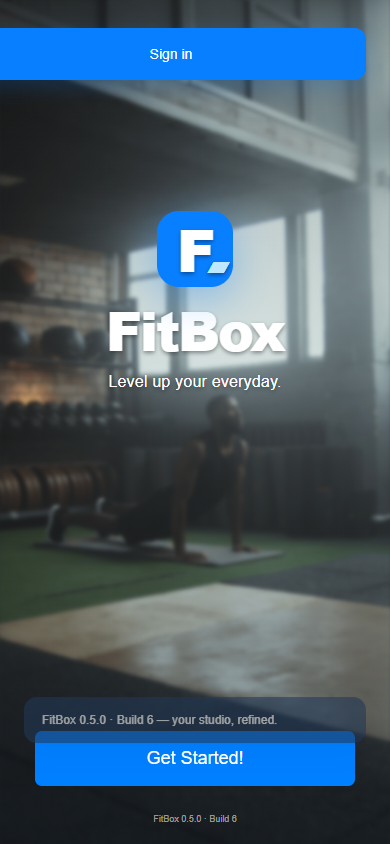 Sign in
F
FitBox
Level up your everyday.
FitBox 0.5.0 · Build 6 — your studio, refined.
Get Started!
FitBox 0.5.0 · Build 6